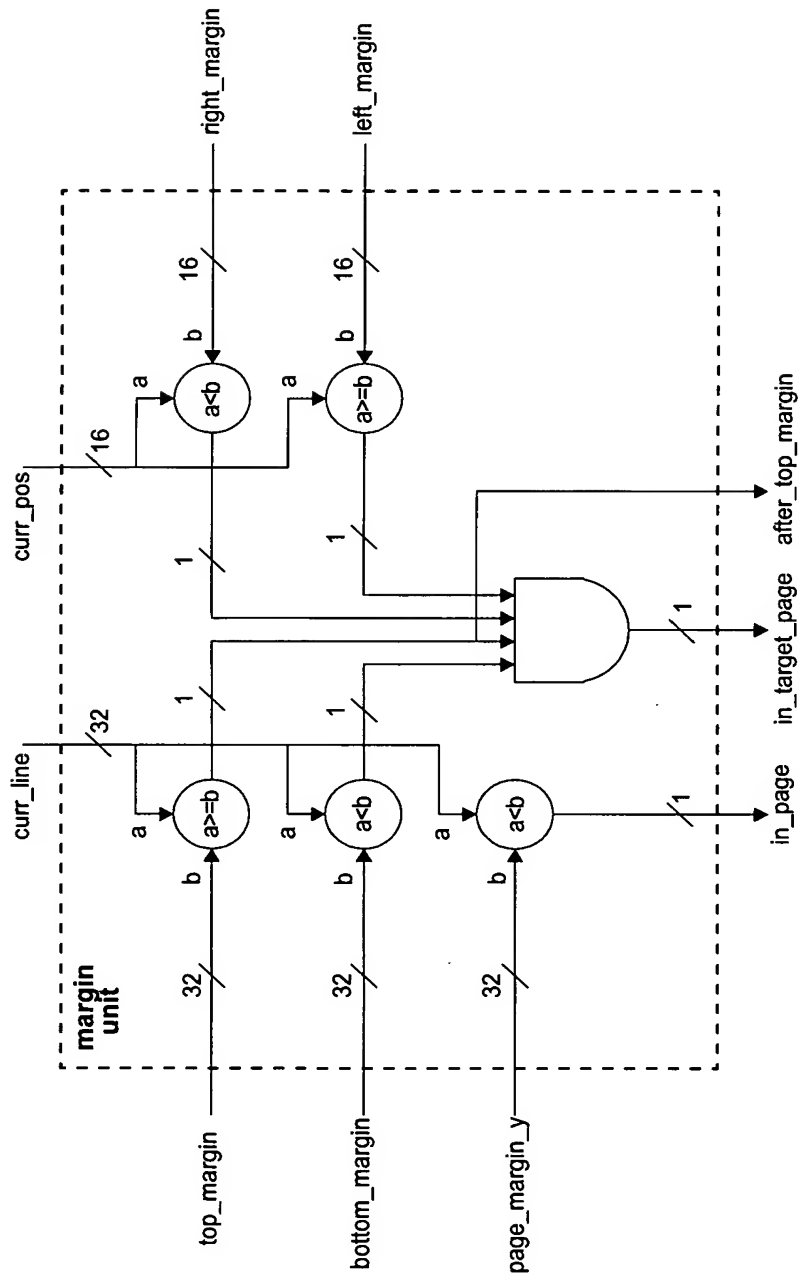 curr_line
curr_pos
margin
unit
32
16
a
a
top_margin
32
b
a>=b
1
1
a<b
b
16
right_margin
a
a
bottom_margin
32
b
a<b
1
1
a>=b
b
16
left_margin
a
page_margin_y
32
b
a<b
1
1
in_page
in_target_page
after_top_margin